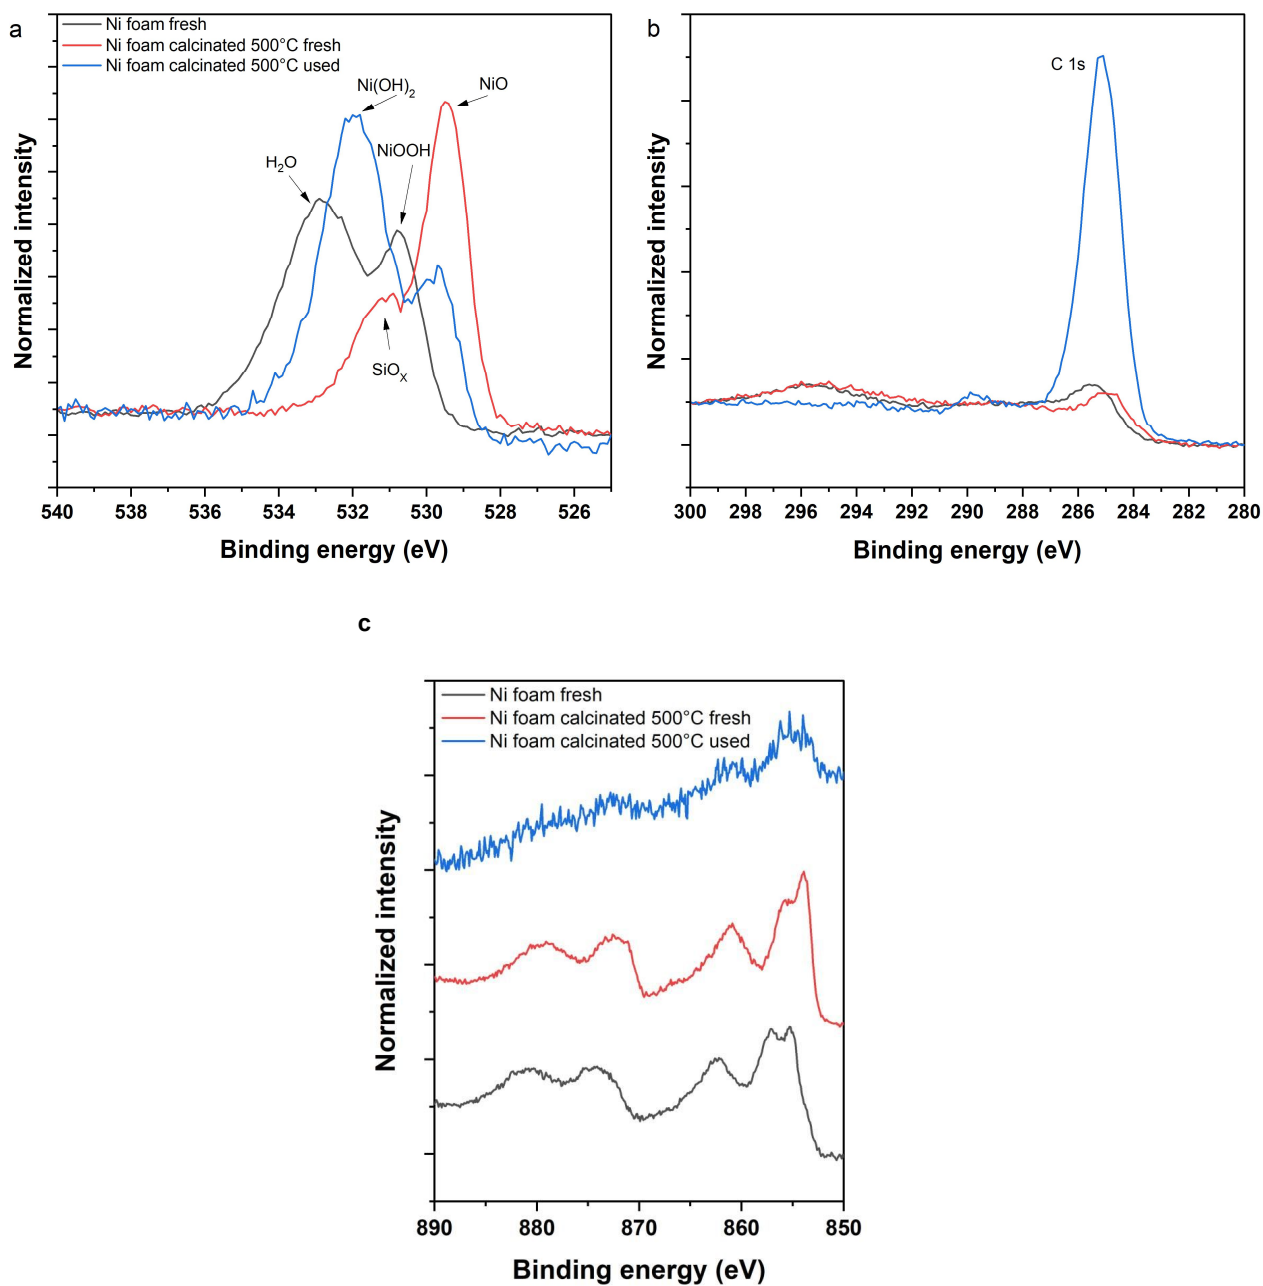 a
Ni foam fresh
Ni foam calcinated 500°C fresh
Ni foam calcinated 500°C used
Ni(OH)₂
NiO
NiOOH
H₂O
SiOₓ
Normalized intensity
540 538 536 534 532 530 528 526
Binding energy (eV)
b
C 1s
Normalized intensity
300 298 296 294 292 290 288 286 284 282 280
Binding energy (eV)
c
Ni foam fresh
Ni foam calcinated 500°C fresh
Ni foam calcinated 500°C used
Normalized intensity
890 880 870 860 850
Binding energy (eV)